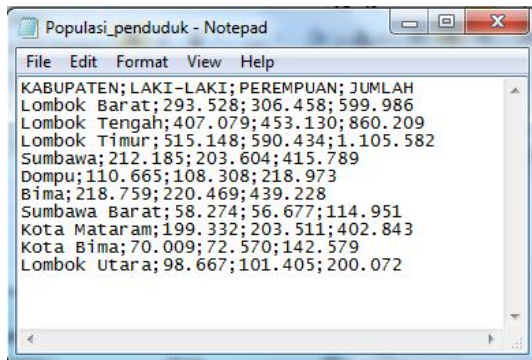 Populasi_penduduk - Notepad
File Edit Format View Help
KABUPATEN;LAKI-LAKI;PEREMPUAN;JUMLAH
Lombok Barat;293.528;306.458;599.986
Lombok Tengah;407.079;453.130;860.209
Lombok Timur;515.148;590.434;1.105.582
Sumbawa;212.185;203.604;415.789
Dompu;110.665;108.308;218.973
Bima;218.759;220.469;439.228
Sumbawa Barat;58.274;56.677;114.951
Kota Mataram;199.332;203.511;402.843
Kota Bima;70.009;72.570;142.579
Lombok Utara;98.667;101.405;200.072